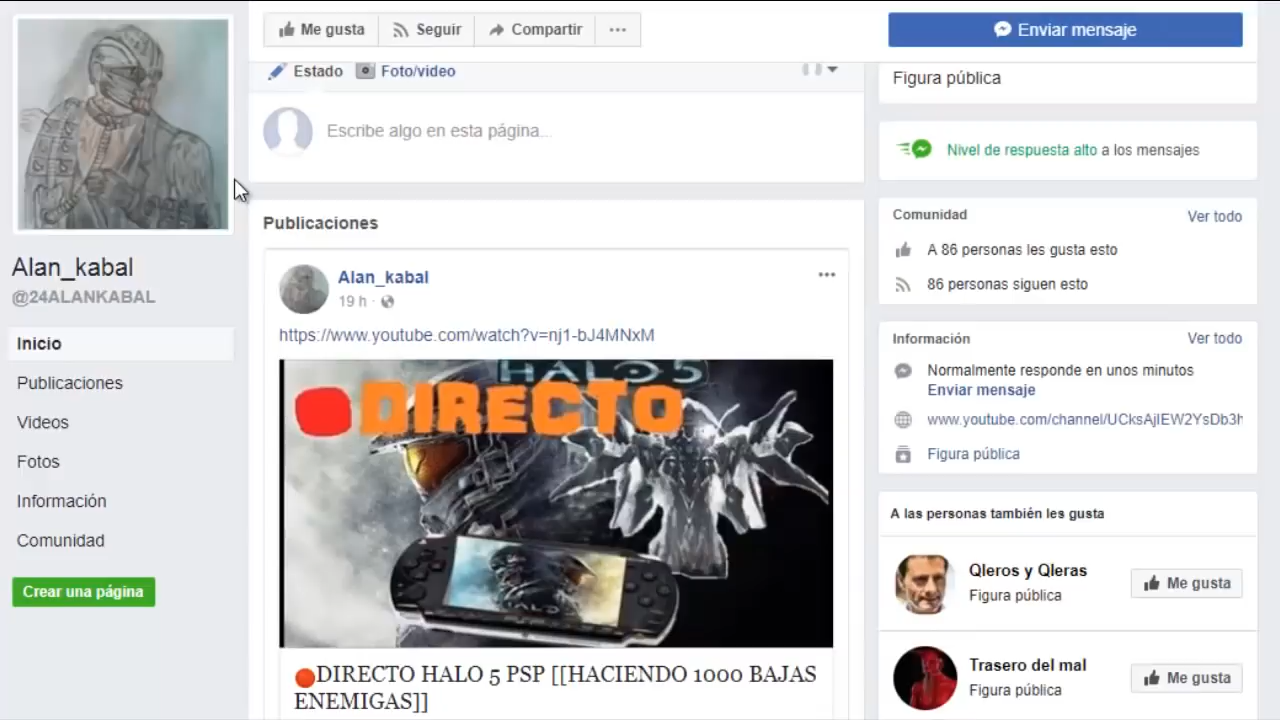 Me gusta
Seguir
Compartir
Enviar mensaje
Estado
Foto/video
Escribe algo en esta página...
Figura pública
Nivel de respuesta alto a los mensajes
Alan_kabal
@24ALANKABAL
Inicio
Publicaciones
Videos
Fotos
Información
Comunidad
Crear una página
Publicaciones
Alan_kabal
19 h
https://www.youtube.com/watch?v=nj1-bJ4MNxM
HALO 5
DIRECTO
HALO
DIRECTO HALO 5 PSP [[HACIENDO 1000 BAJAS
ENEMIGAS]]
Comunidad
Ver todo
A 86 personas les gusta esto
86 personas siguen esto
Información
Ver todo
Normalmente responde en unos minutos
Enviar mensaje
www.youtube.com/channel/UCksAjIEW2YsDb3h
Figura pública
A las personas también les gusta
Qleros y Qleras
Figura pública
Me gusta
Trasero del mal
Figura pública
Me gusta